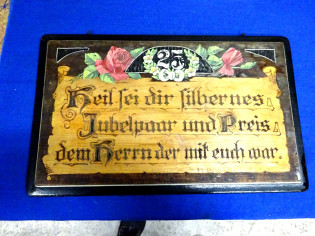 25
Heil sei dir silbernes
Jubelpaar und Preis
dem Herrn der mit euch war.